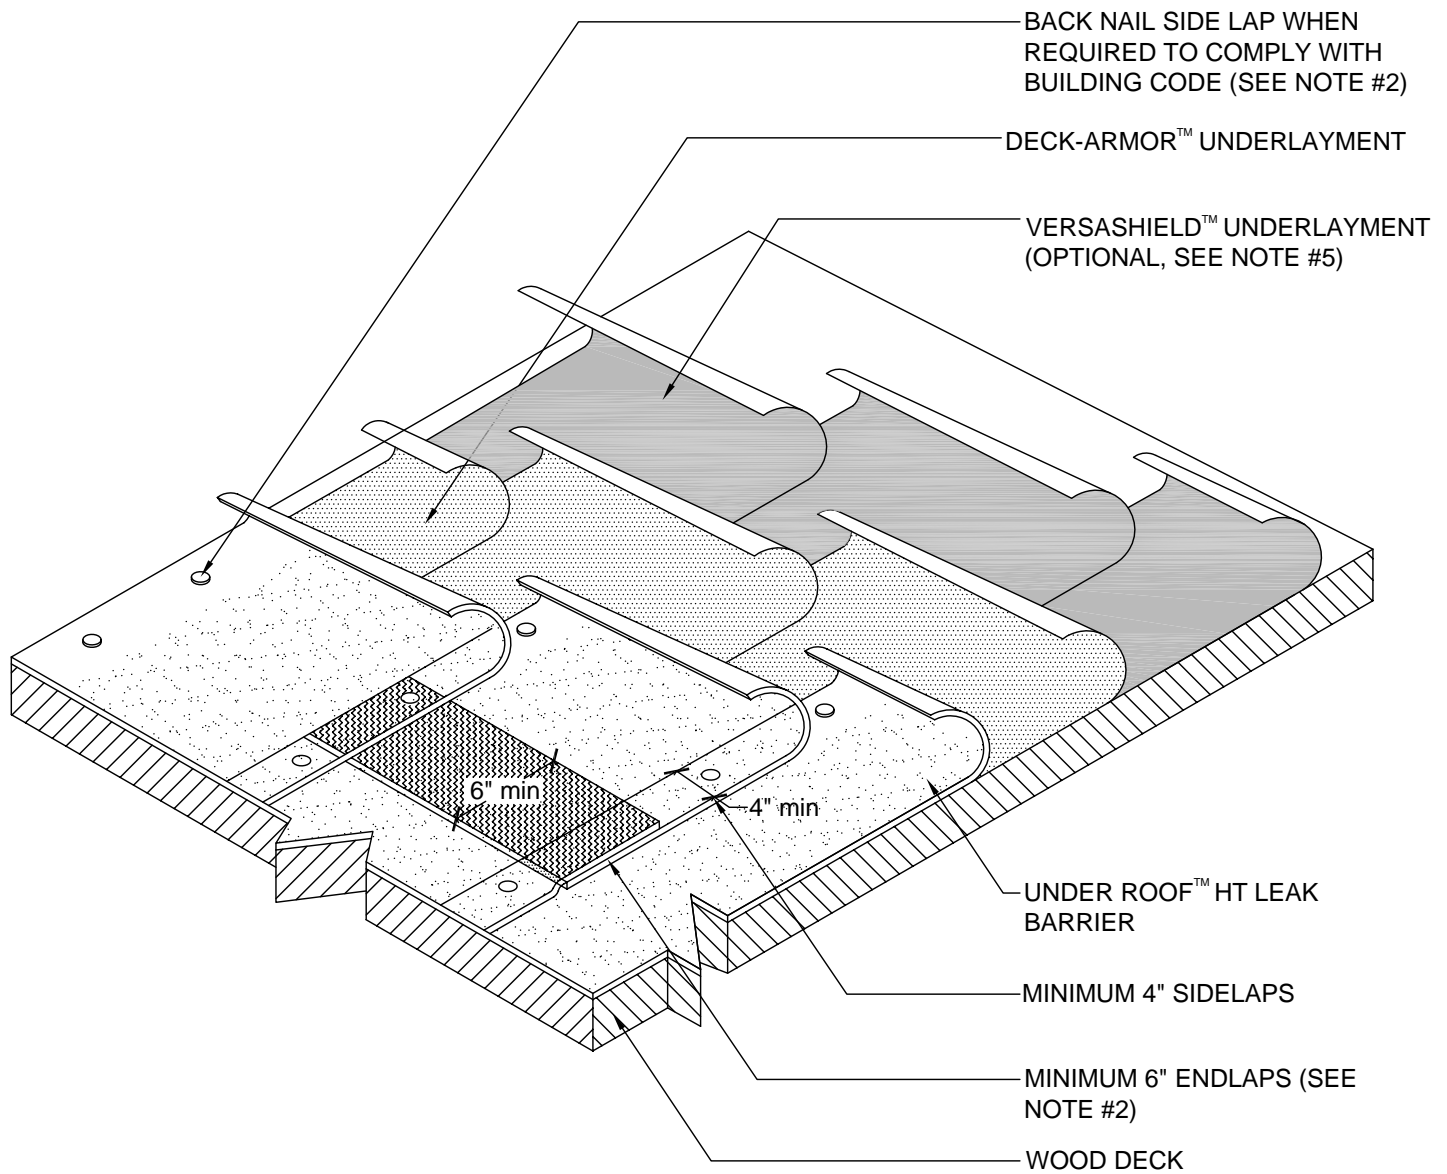 BACK NAIL SIDE LAP WHEN
REQUIRED TO COMPLY WITH
BUILDING CODE (SEE NOTE #2)
DECK-ARMOR™ UNDERLAYMENT
VERSASHIELD™ UNDERLAYMENT
(OPTIONAL, SEE NOTE #5)
6" min
4" min
UNDER ROOF™ HT LEAK
BARRIER
MINIMUM 4" SIDELAPS
MINIMUM 6" ENDLAPS (SEE
NOTE #2)
WOOD DECK